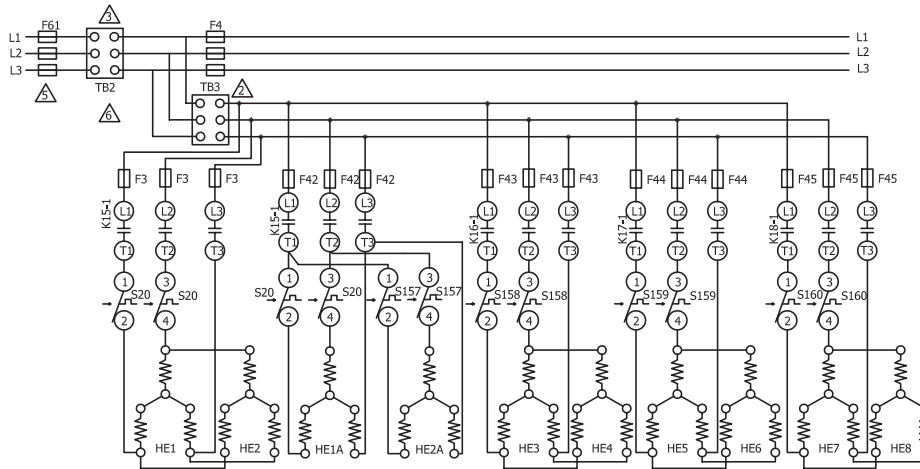 3
F61 F4
L1 L1
L2 L2
L3 L3
5
TB2 TB3 2
6
F3 F3 F3 F42 F42 F42 F43 F43 F43 F44 F44 F44 F45 F45 F45
K15-1 L1 L2 L3 K15-1 L1 L2 L3 K16-1 L1 L2 L3 K17-1 L1 L2 L3 K18-1 L1 L2 L3
T1 T2 T3 T1 T2 T3 T1 T2 T3 T1 T2 T3 T1 T2 T3
1 3 1 3 1 3 1 3 1 3 1 3
S20 S20 S20 S20 S157 S157 S158 S158 S159 S159 S160 S160
2 4 2 4 2 4 2 4 2 4 2 4
HE1 HE2 HE1A HE2A HE3 HE4 HE5 HE6 HE7 HE8